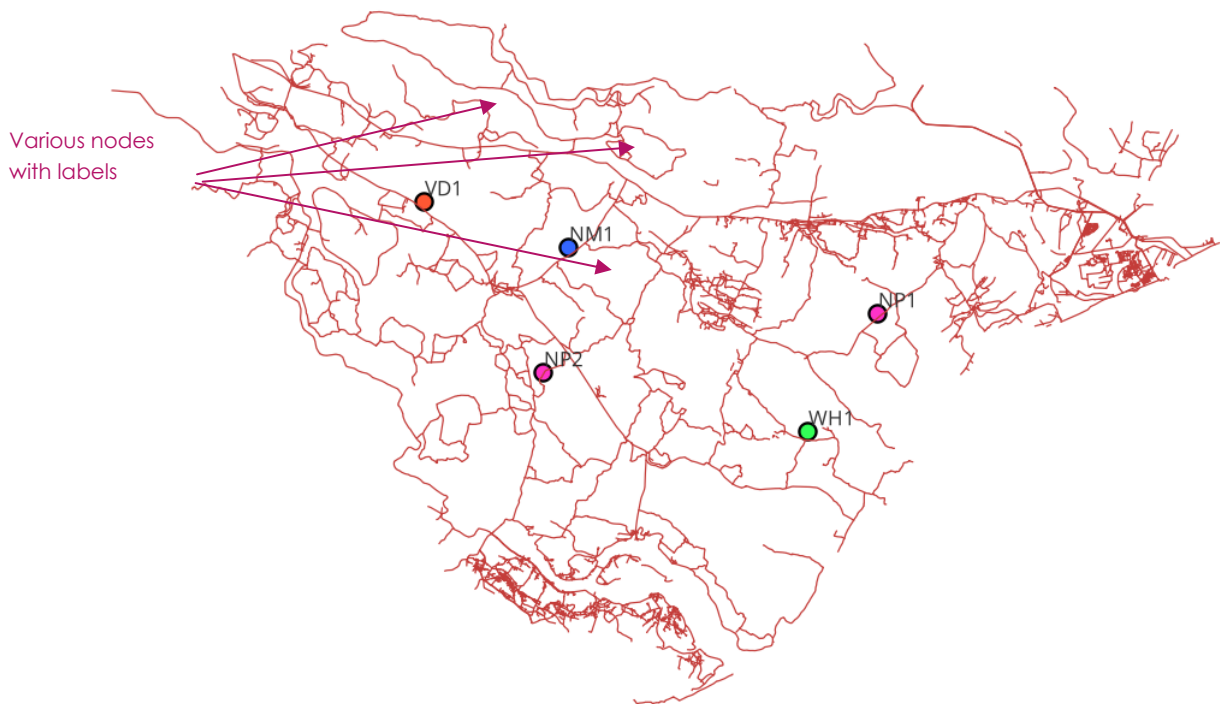 Various nodes
with labels
VD1
NM1
NP1
NP2
WH1